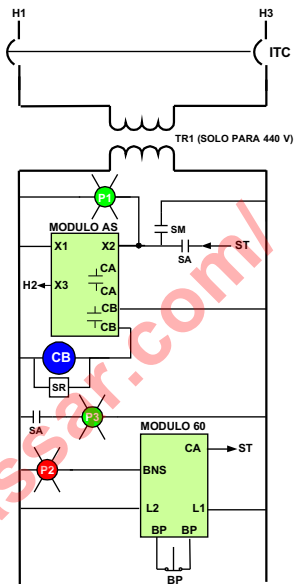 H1 H3
ITC
TR1 (SOLO PARA 440 V)
P1
MODULO AS
SM
X1 X2
SA
ST
CA
H2 X3
CA
CB
CB
CB
SR
SA
P3
MODULO 60
CA ST
P2
BNS
L2 L1
BP BP
BP
ssar.com/